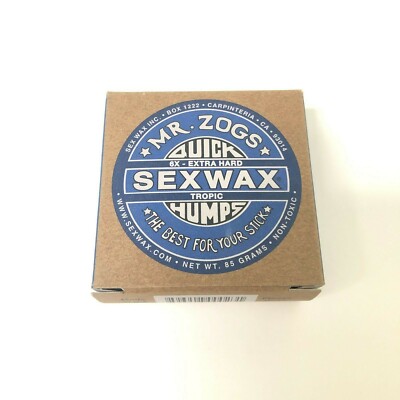 SEX WAX INC. • BOX 1222 • CARPINTERIA • CA • 93014
★ MR. ZOGS ★
QUICK
6X - EXTRA HARD
SEXWAX
TROPIC
HUMPS
"THE BEST FOR YOUR STICK"
• WWW.SEXWAX.COM • NET WT. 85 GRAMS • NON-TOXIC •